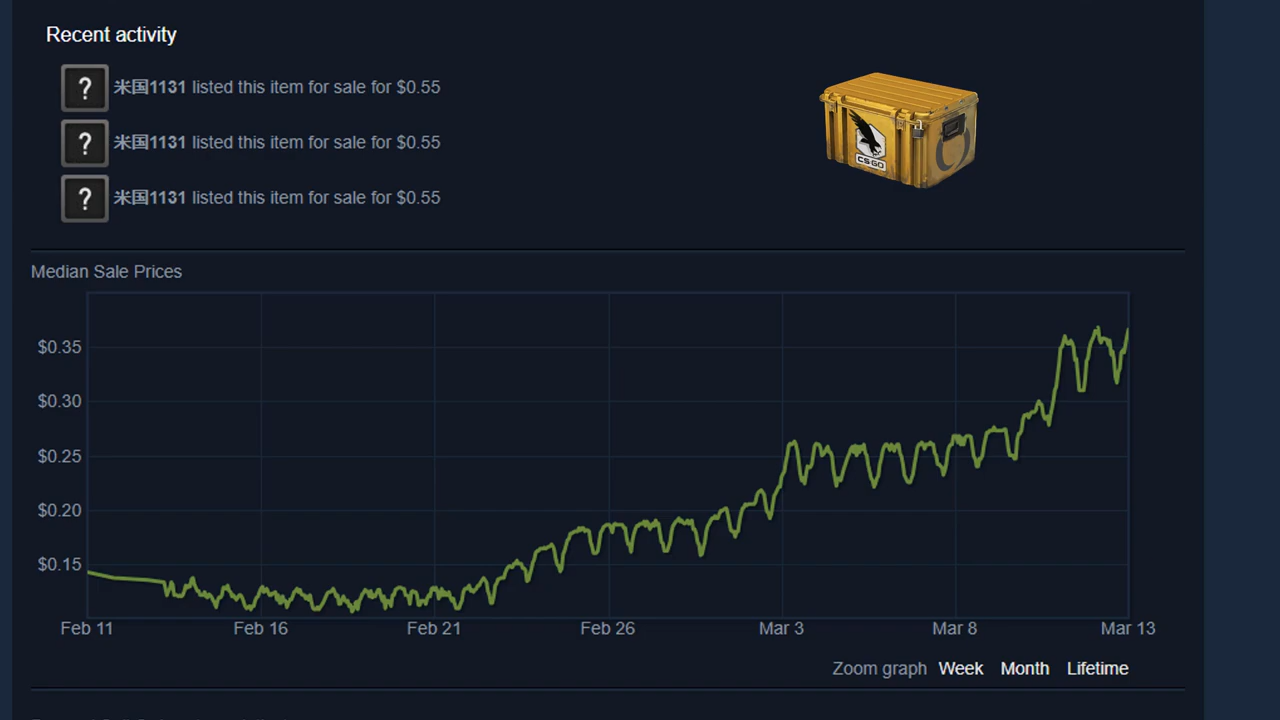 Recent activity
?
米国1131 listed this item for sale for $0.55
?
米国1131 listed this item for sale for $0.55
?
米国1131 listed this item for sale for $0.55
CS GO
Median Sale Prices
$0.35
$0.30
$0.25
$0.20
$0.15
Feb 11 Feb 16 Feb 21 Feb 26 Mar 3 Mar 8 Mar 13
Zoom graph Week Month Lifetime